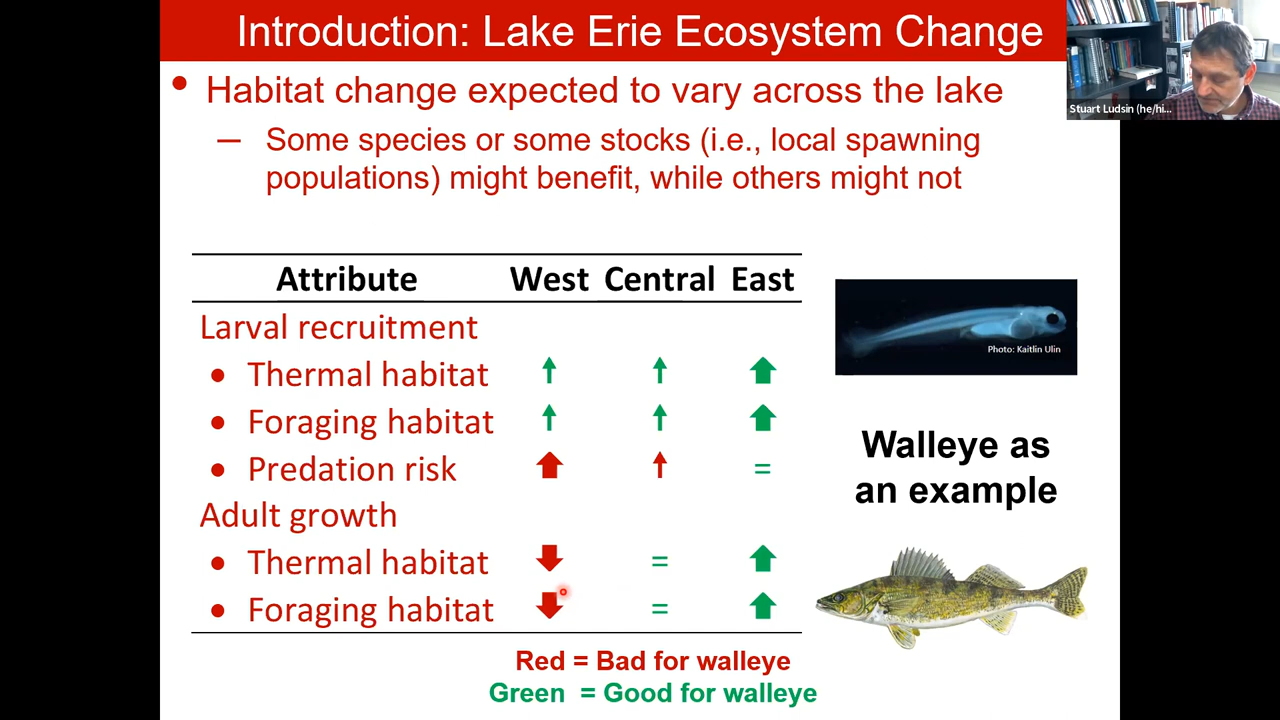 Introduction: Lake Erie Ecosystem Change
• Habitat change expected to vary across the lake
– Some species or some stocks (i.e., local spawning
populations) might benefit, while others might not
Attribute West Central East
Larval recruitment
• Thermal habitat ↑ ↑ ⬆
• Foraging habitat ↑ ↑ ⬆
• Predation risk ⬆ ↑ =
Adult growth
• Thermal habitat ⬇ = ⬆
• Foraging habitat ⬇ = ⬆
Red = Bad for walleye
Green = Good for walleye
Photo: Kaitlin Ulin
Walleye as
an example
Stuart Ludsin (he/hi...